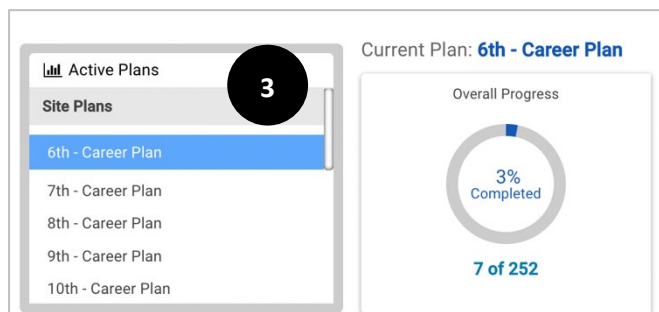 Active Plans
3
Site Plans
6th - Career Plan
7th - Career Plan
8th - Career Plan
9th - Career Plan
10th - Career Plan
Current Plan: 6th - Career Plan
Overall Progress
3%
Completed
7 of 252